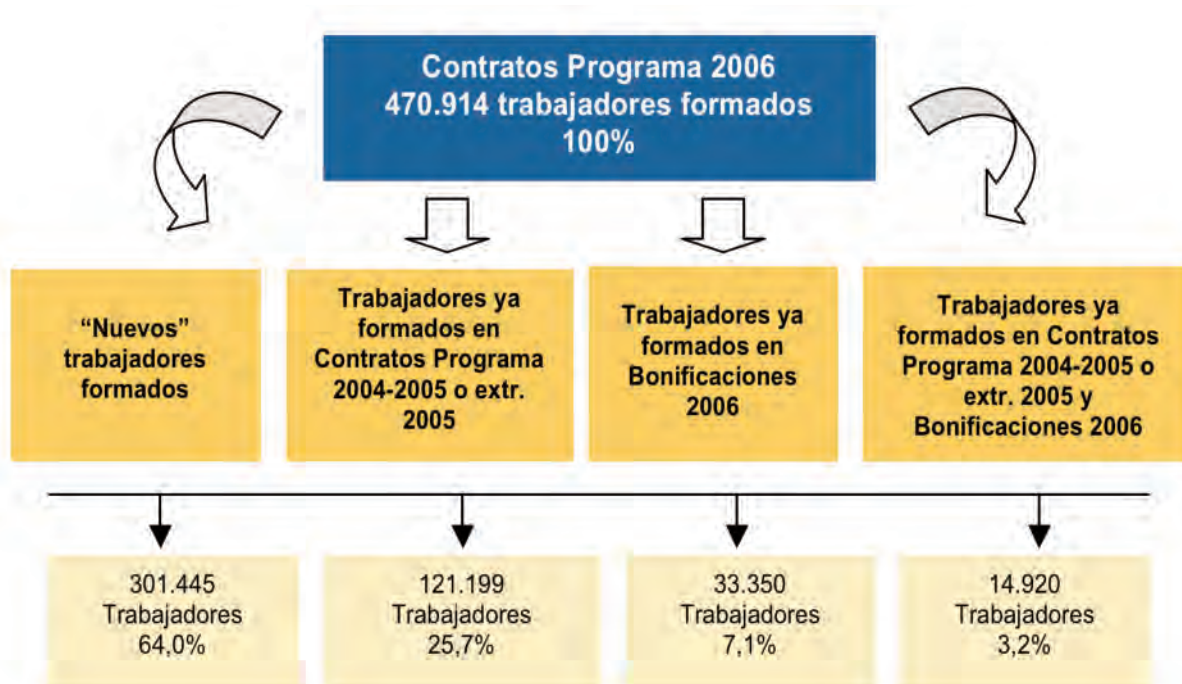 Contratos Programa 2006
470.914 trabajadores formados
100%
“Nuevos”
trabajadores
formados
Trabajadores ya
formados en
Contratos Programa
2004-2005 o extr.
2005
Trabajadores ya
formados en
Bonificaciones
2006
Trabajadores ya
formados en Contratos
Programa 2004-2005 o
extr. 2005 y
Bonificaciones 2006
301.445
Trabajadores
64,0%
121.199
Trabajadores
25,7%
33.350
Trabajadores
7,1%
14.920
Trabajadores
3,2%